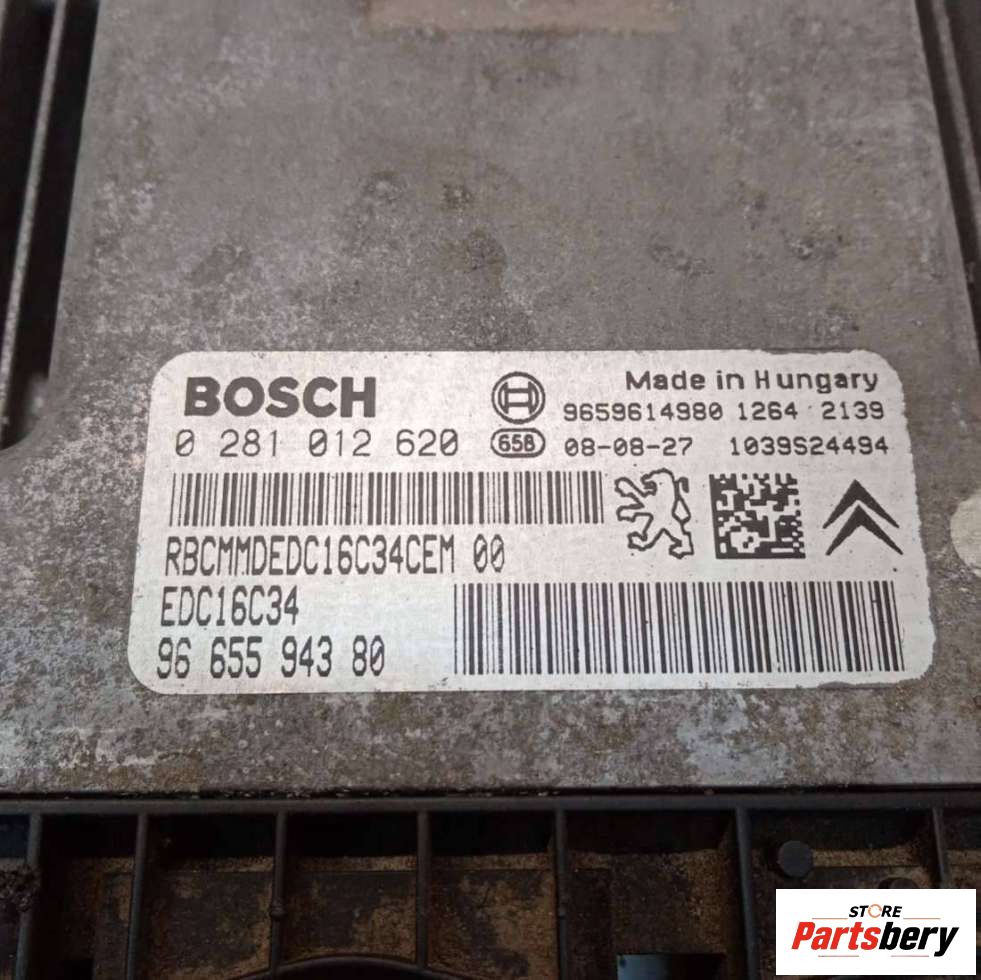 BOSCH
Made in Hungary
9659614980 1264 2139
0 281 012 620
658 08-08-27 1039S24494
RBCMMDEDC16C34CEM 00
EDC16C34
96 655 943 80
STORE
Partsbery